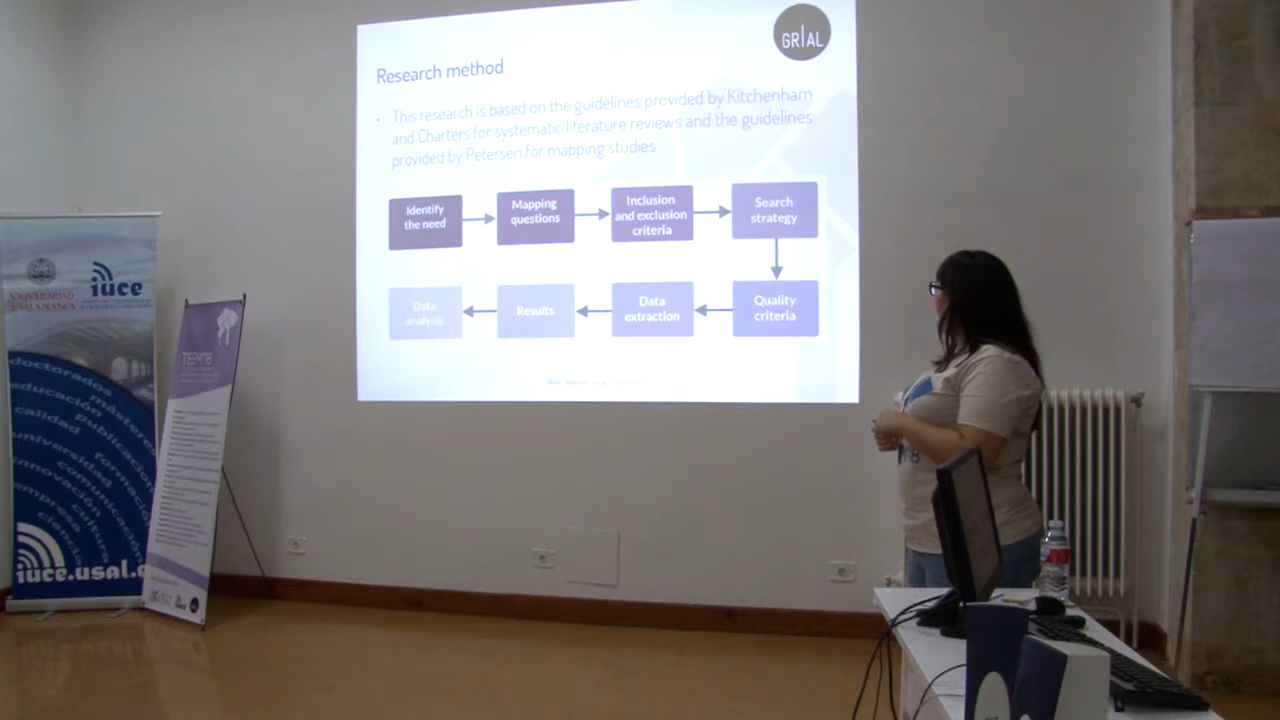 GRIAL
Research method
• This research is based on the guidelines provided by Kitchenham
and Charters for systematic literature reviews and the guidelines
provided by Petersen for mapping studies
Identify
the need
Mapping
questions
Inclusion
and exclusion
criteria
Search
strategy
Data
analysis
Results
Data
extraction
Quality
criteria
iuce
doctorados
másteres
educación
publicación
calidad
universidad
formación
innovación
comunicación
empresa
cultura
ciencia
iuce.usal.
TEEM'18